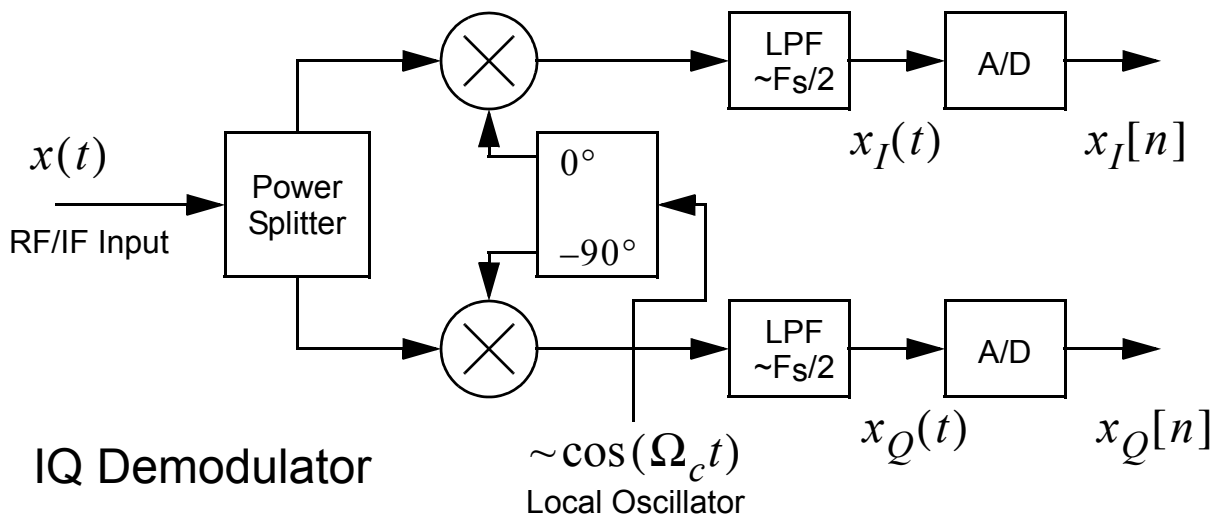 x(t)
RF/IF Input
Power
Splitter
0°
–90°
LPF
~Fs/2
x_I(t)
A/D
x_I[n]
LPF
~Fs/2
x_Q(t)
A/D
x_Q[n]
IQ Demodulator
~cos(Ω_c t)
Local Oscillator